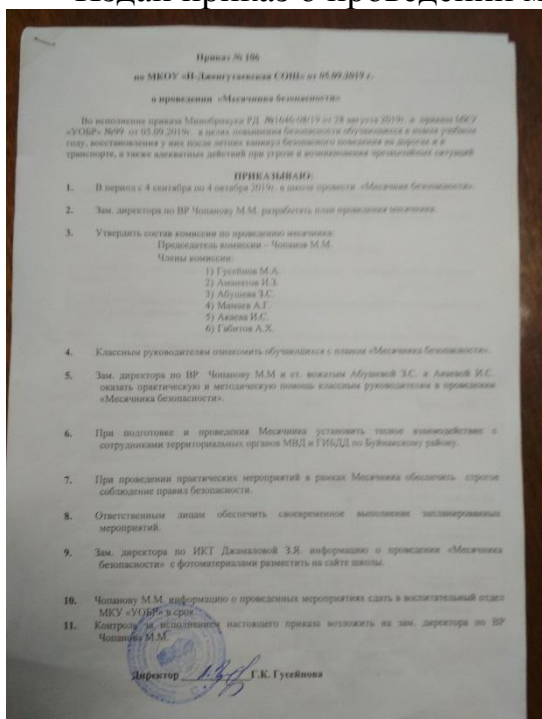 Издан приказ о проведении м
Приказ № 106
по МКОУ «Н-Дженгутаевская СОШ» от 05.09.2019 г.
о проведении «Месячника безопасности»
Во исполнение приказа Минобрнауки РД №1646-08/19 от 28 августа 2019г. и приказа МКУ
«УОБР» №99 от 05.09.2019г. в целях повышения безопасности обучающихся в новом учебном
году, восстановления у них после летних каникул безопасного поведения на дорогах и в
транспорте, а также адекватных действий при угрозе и возникновении чрезвычайных ситуаций
ПРИКАЗЫВАЮ:
1. В период с 4 сентября по 4 октября 2019г. в школе провести «Месячник безопасности».
2. Зам. директора по ВР Чопанову М.М. разработать план проведения месячника.
3. Утвердить состав комиссии по проведению месячника:
Председатель комиссии – Чопанов М.М.
Члены комиссии:
1) Гусейнов М.А.
2) Аманатов И.З.
3) Абушева З.С.
4) Мамаев А.Г.
5) Акаева И.С.
6) Гебитов А.Х.
4. Классным руководителям ознакомить обучающихся с планом «Месячника безопасности».
5. Зам. директора по ВР Чопанову М.М и ст. вожатым Абушевой З.С. и Акаевой И.С.
оказать практическую и методическую помощь классным руководителям в проведении
«Месячника безопасности».
6. При подготовке и проведения Месячника установить тесное взаимодействие с
сотрудниками территориальных органов МВД и ГИБДД по Буйнакскому району.
7. При проведении практических мероприятий в рамках Месячника обеспечить строгое
соблюдение правил безопасности.
8. Ответственным лицам обеспечить своевременное выполнение запланированных
мероприятий.
9. Зам. директора по ИКТ Джамаловой З.Я. информацию о проведении «Месячника
безопасности» с фотоматериалами разместить на сайте школы.
10. Чопанову М.М. информацию о проведенных мероприятиях сдать в воспитательный отдел
МКУ «УОБР» в срок.
11. Контроль за исполнением настоящего приказа возложить на зам. директора по ВР
Чопанова М.М.
Директор Г.К. Гусейнова